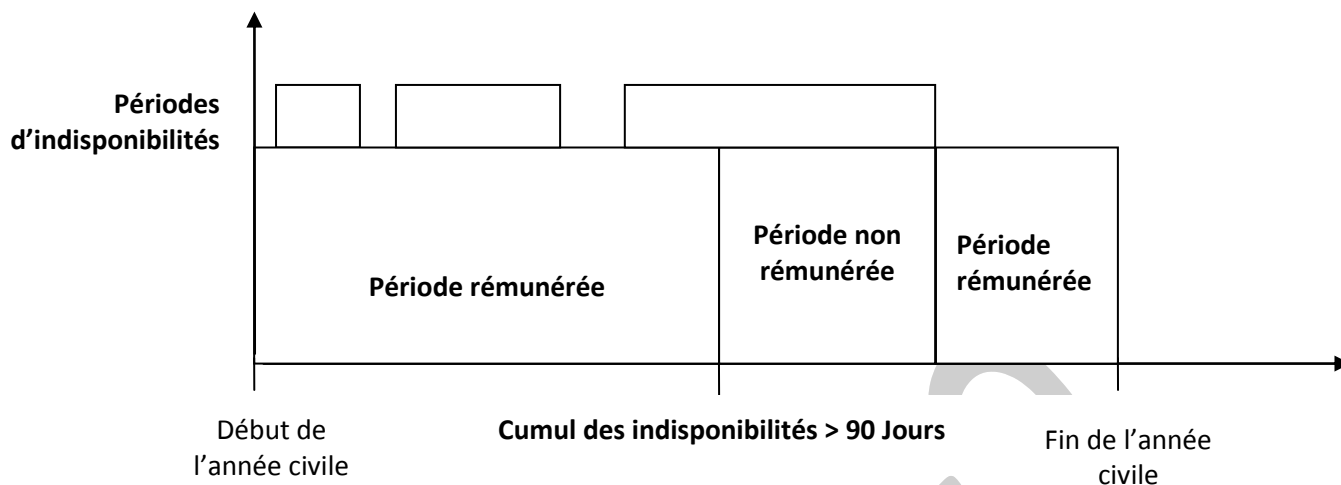 Périodes
d’indisponibilités
Période rémunérée
Période non
rémunérée
Période
rémunérée
Début de
l’année civile
Cumul des indisponibilités > 90 Jours
Fin de l’année
civile